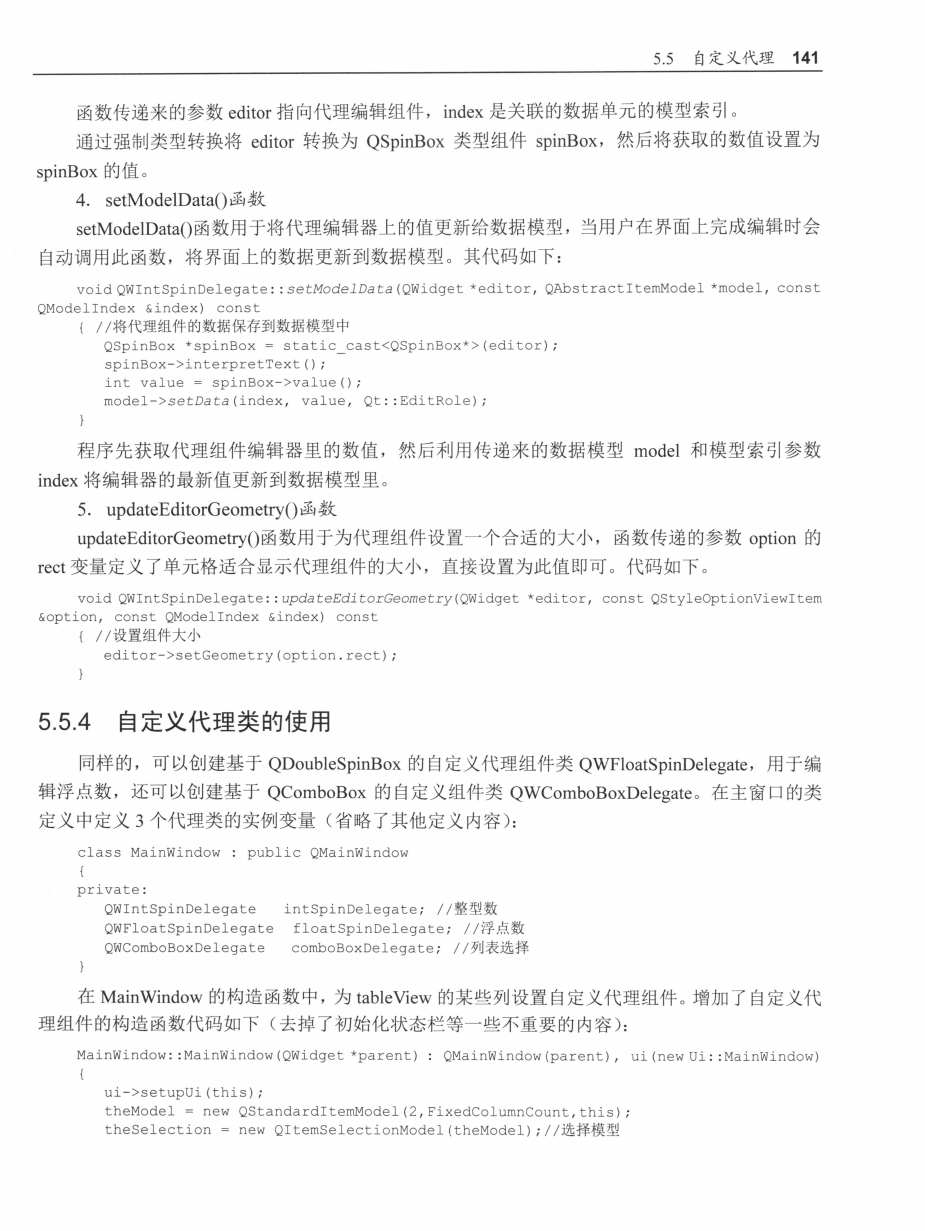 5.5 自定义代理 141
函数传递来的参数 editor 指向代理编辑组件，index 是关联的数据单元的模型索引。
通过强制类型转换将 editor 转换为 QSpinBox 类型组件 spinBox，然后将获取的数值设置为
spinBox 的值。
4．setModelData()函数
setModelData()函数用于将代理编辑器上的值更新给数据模型，当用户在界面上完成编辑时会
自动调用此函数，将界面上的数据更新到数据模型。其代码如下：
void QWIntSpinDelegate::setModelData(QWidget *editor, QAbstractItemModel *model, const
QModelIndex &index) const
{ //将代理组件的数据保存到数据模型中
QSpinBox *spinBox = static_cast<QSpinBox*>(editor);
spinBox->interpretText();
int value = spinBox->value();
model->setData(index, value, Qt::EditRole);
}
程序先获取代理组件编辑器里的数值，然后利用传递来的数据模型 model 和模型索引参数
index 将编辑器的最新值更新到数据模型里。
5．updateEditorGeometry()函数
updateEditorGeometry()函数用于为代理组件设置一个合适的大小，函数传递的参数 option 的
rect 变量定义了单元格适合显示代理组件的大小，直接设置为此值即可。代码如下。
void QWIntSpinDelegate::updateEditorGeometry(QWidget *editor, const QStyleOptionViewItem
&option, const QModelIndex &index) const
{ //设置组件大小
editor->setGeometry(option.rect);
}
5.5.4 自定义代理类的使用
同样的，可以创建基于 QDoubleSpinBox 的自定义代理组件类 QWFloatSpinDelegate，用于编
辑浮点数，还可以创建基于 QComboBox 的自定义组件类 QWComboBoxDelegate。在主窗口的类
定义中定义 3 个代理类的实例变量（省略了其他定义内容）：
class MainWindow : public QMainWindow
{
private:
QWIntSpinDelegate intSpinDelegate; //整型数
QWFloatSpinDelegate floatSpinDelegate; //浮点数
QWComboBoxDelegate comboBoxDelegate; //列表选择
}
在 MainWindow 的构造函数中，为 tableView 的某些列设置自定义代理组件。增加了自定义代
理组件的构造函数代码如下（去掉了初始化状态栏等一些不重要的内容）：
MainWindow::MainWindow(QWidget *parent) : QMainWindow(parent), ui(new Ui::MainWindow)
{
ui->setupUi(this);
theModel = new QStandardItemModel(2,FixedColumnCount,this);
theSelection = new QItemSelectionModel(theModel);//选择模型